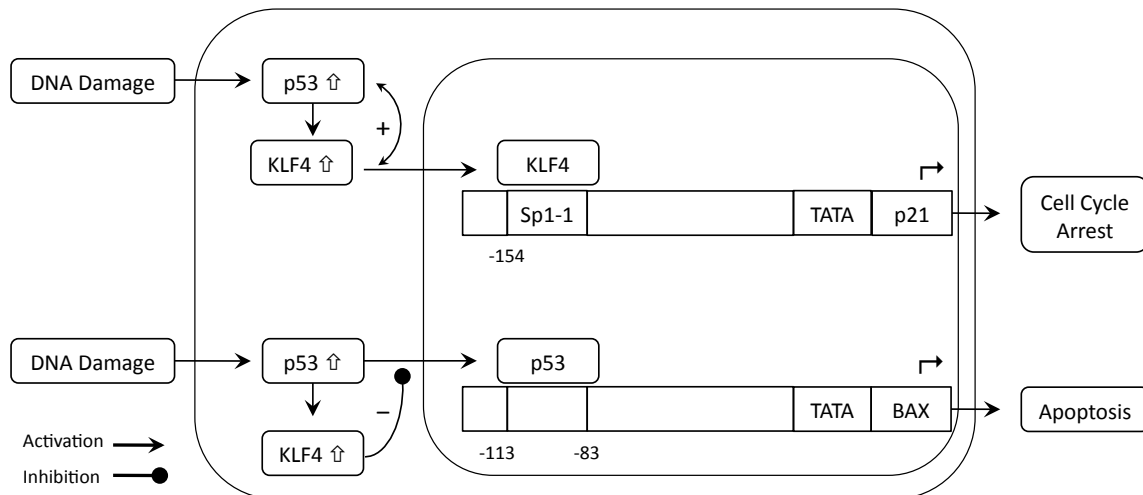 DNA Damage
p53 ⇧
+
KLF4 ⇧
KLF4
Sp1-1
TATA
p21
-154
Cell Cycle
Arrest
DNA Damage
p53 ⇧
p53
–
KLF4 ⇧
TATA
BAX
-113
-83
Apoptosis
Activation
Inhibition